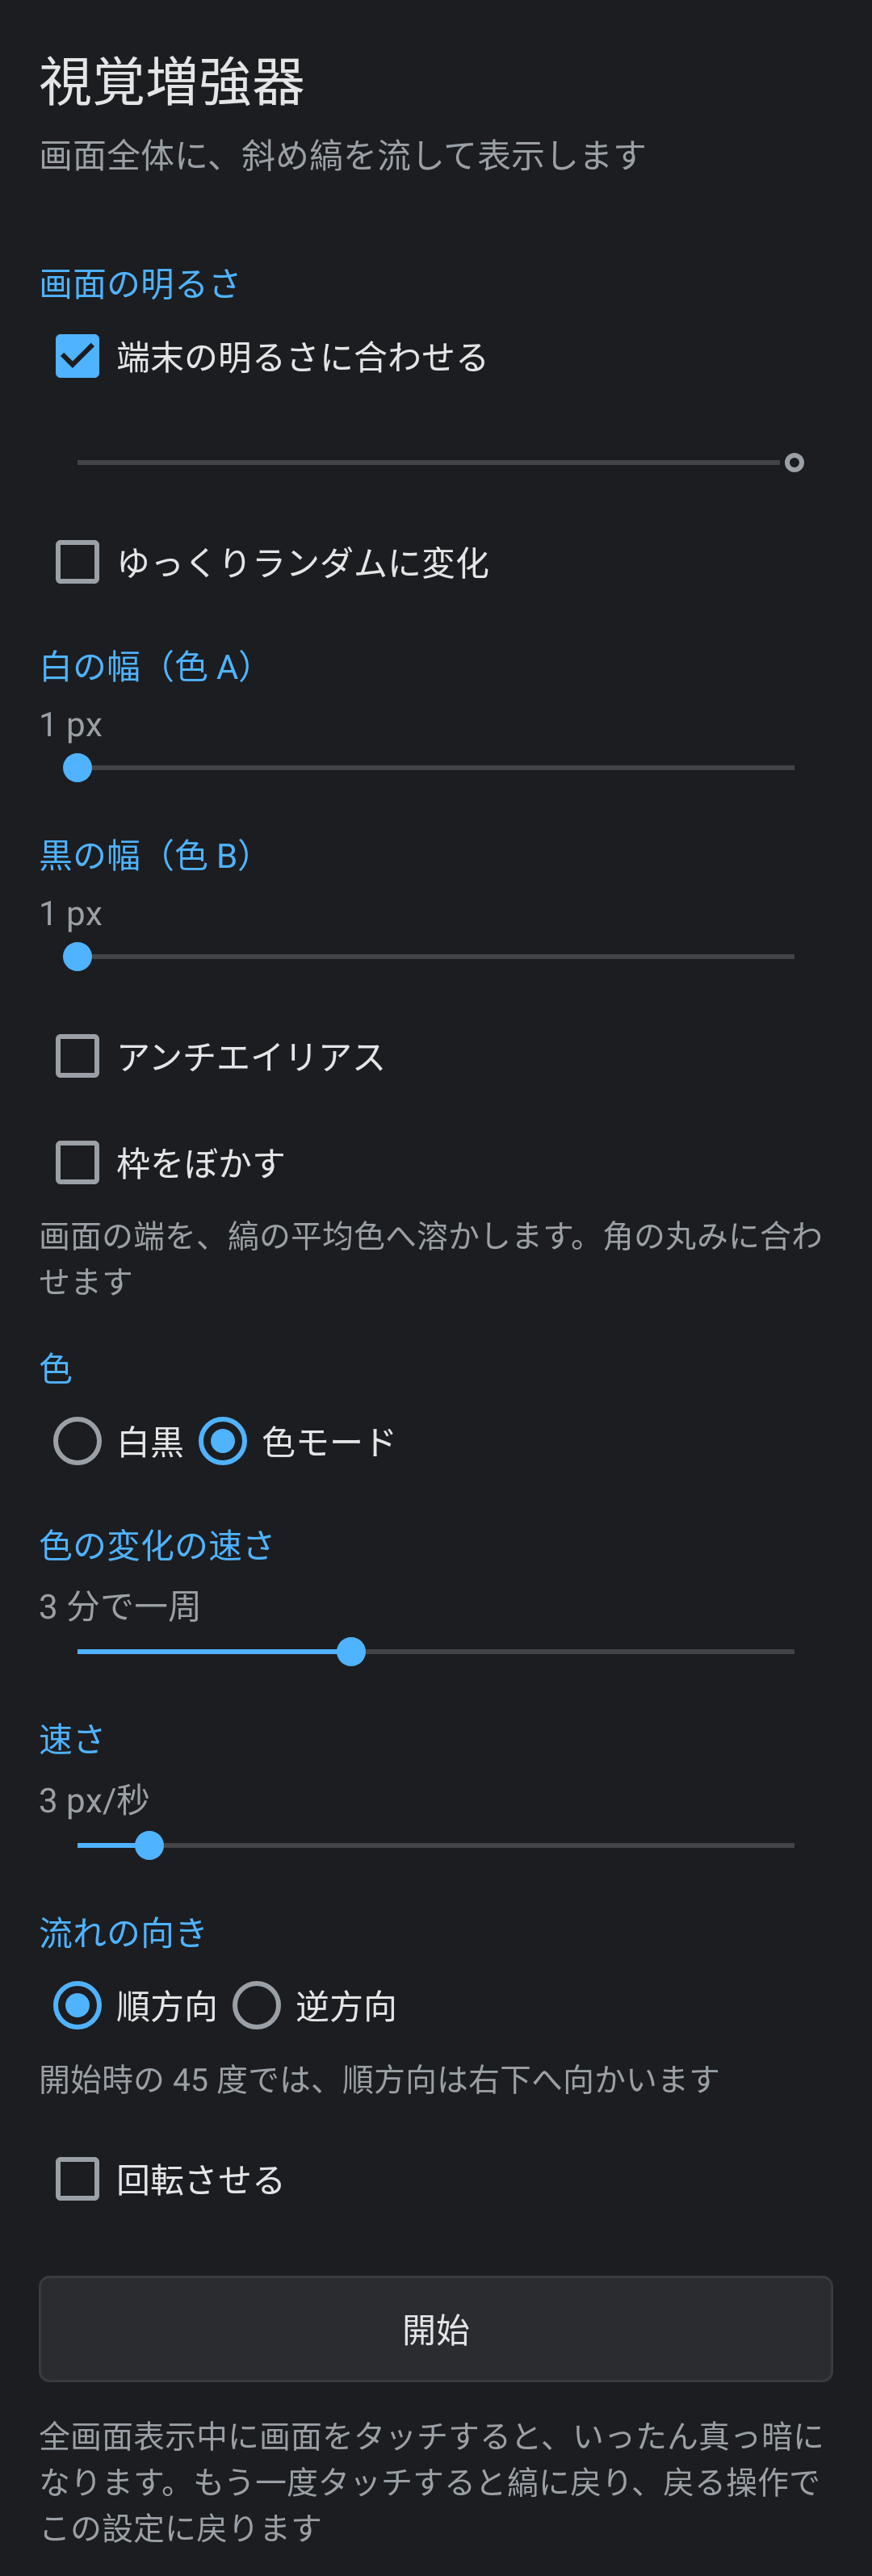 視覚増強器
画面全体に、斜め縞を流して表示します
画面の明るさ
端末の明るさに合わせる
ゆっくりランダムに変化
白の幅（色 A）
1 px
黒の幅（色 B）
1 px
アンチエイリアス
枠をぼかす
画面の端を、縞の平均色へ溶かします。角の丸みに合わ
せます
色
白黒 色モード
色の変化の速さ
3 分で一周
速さ
3 px/秒
流れの向き
順方向 逆方向
開始時の 45 度では、順方向は右下へ向かいます
回転させる
開始
全画面表示中に画面をタッチすると、いったん真っ暗に
なります。もう一度タッチすると縞に戻り、戻る操作で
この設定に戻ります